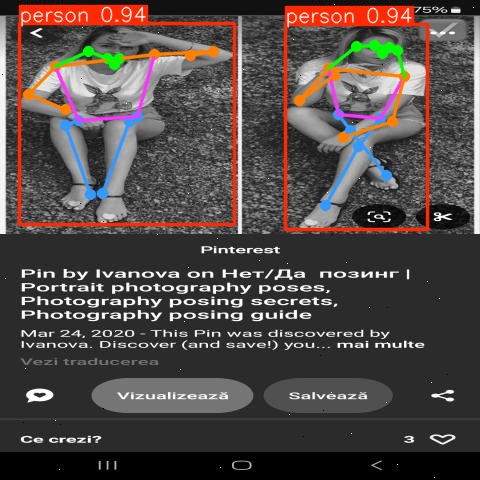 person 0.94
person 0.94
75%
Pinterest
Pin by Ivanova on Нет/Да позинг |
Portrait photography poses,
Photography posing secrets,
Photography posing guide
Mar 24, 2020 - This Pin was discovered by
Ivanova. Discover (and save!) you... mai multe
Vezi traducerea
Vizualizează
Salvează
Ce crezi?
3